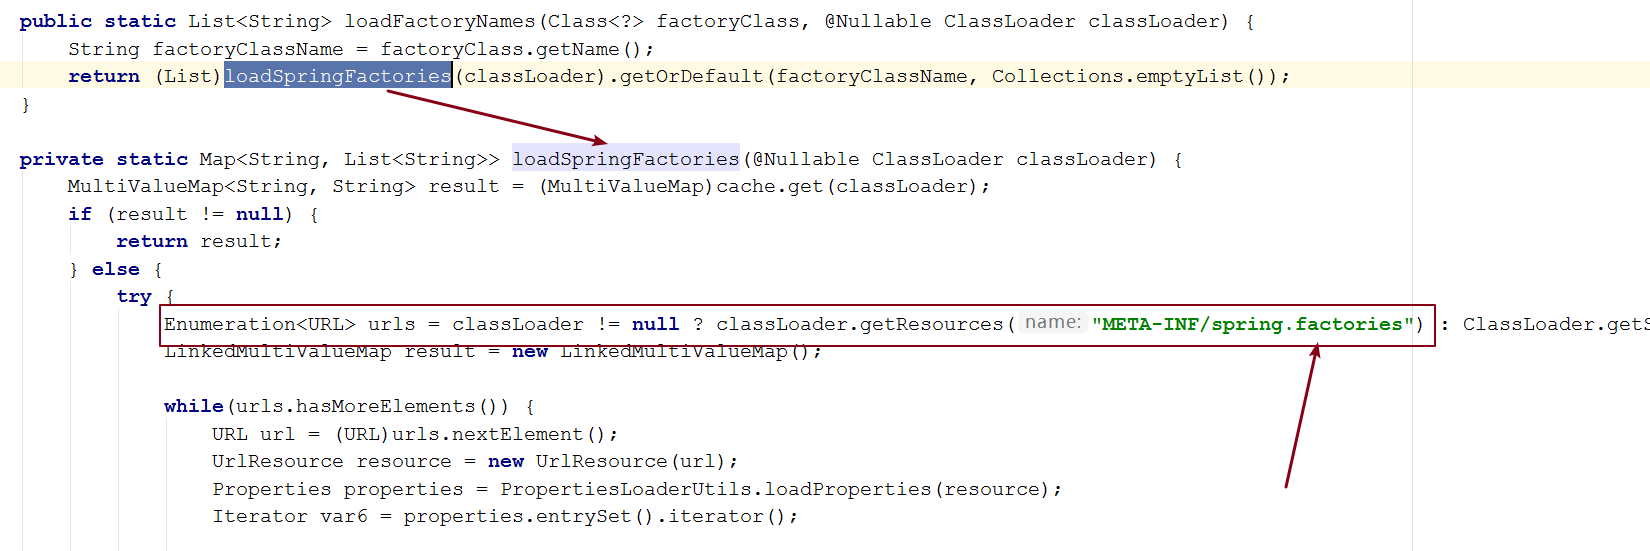 public static List<String> loadFactoryNames(Class<?> factoryClass, @Nullable ClassLoader classLoader) {
    String factoryClassName = factoryClass.getName();
    return (List)loadSpringFactories(classLoader).getOrDefault(factoryClassName, Collections.emptyList());
}
private static Map<String, List<String>> loadSpringFactories(@Nullable ClassLoader classLoader) {
    MultiValueMap<String, String> result = (MultiValueMap)cache.get(classLoader);
    if (result != null) {
        return result;
    } else {
        try {
            Enumeration<URL> urls = classLoader != null ? classLoader.getResources( name: "META-INF/spring.factories") : ClassLoader.getS
            LinkedMultiValueMap result = new LinkedMultiValueMap();
            while(urls.hasMoreElements()) {
                URL url = (URL)urls.nextElement();
                UrlResource resource = new UrlResource(url);
                Properties properties = PropertiesLoaderUtils.loadProperties(resource);
                Iterator var6 = properties.entrySet().iterator();